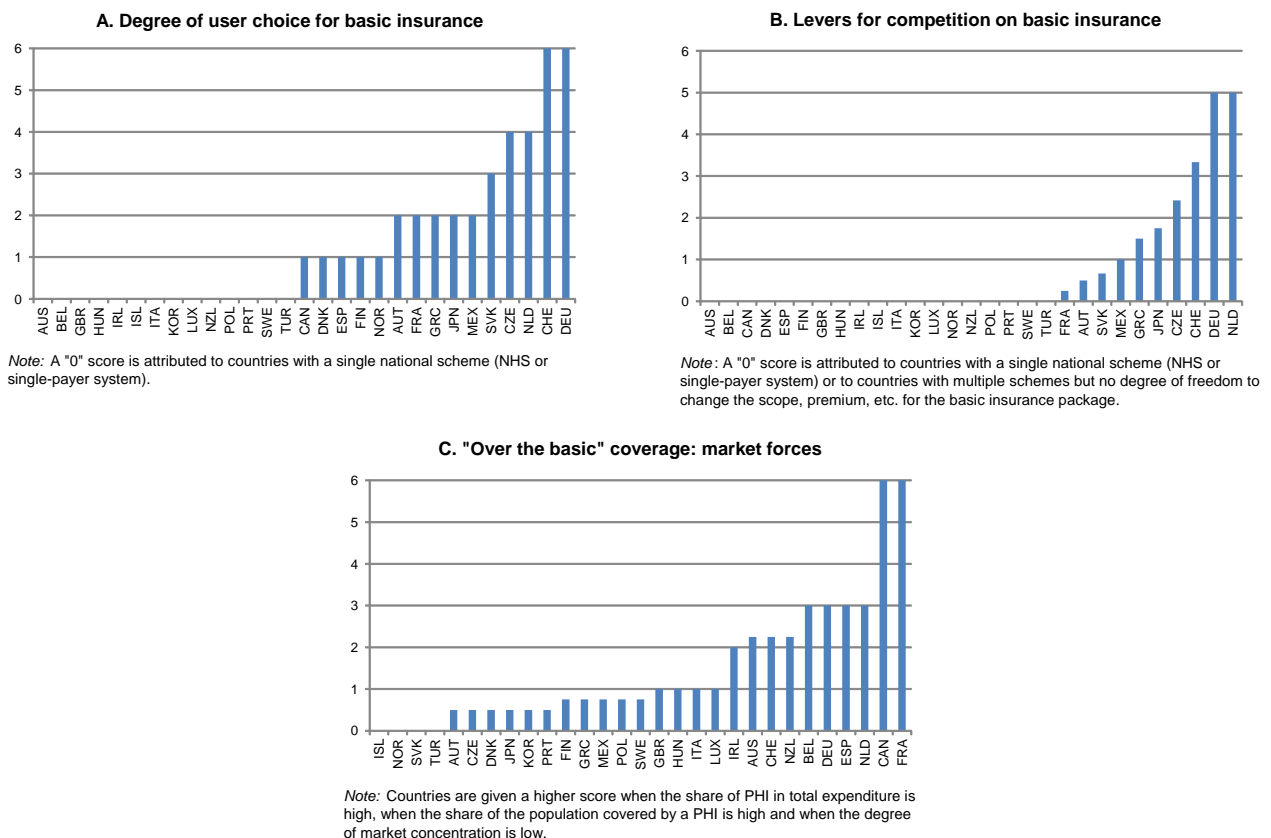 A. Degree of user choice for basic insurance
6
5
4
3
2
1
0
AUS BEL GBR HUN IRL ISL ITA KOR LUX NZL POL PRT SWE TUR CAN DNK ESP FIN NOR AUT FRA GRC JPN MEX SVK CZE NLD CHE DEU
Note: A "0" score is attributed to countries with a single national scheme (NHS or
single-payer system).
B. Levers for competition on basic insurance
6
5
4
3
2
1
0
AUS BEL CAN DNK ESP FIN GBR HUN IRL ISL ITA KOR LUX NOR NZL POL PRT SWE TUR FRA AUT SVK MEX GRC JPN CZE CHE DEU NLD
Note: A "0" score is attributed to countries with a single national scheme (NHS or
single-payer system) or to countries with multiple schemes but no degree of freedom to
change the scope, premium, etc. for the basic insurance package.
C. "Over the basic" coverage: market forces
6
5
4
3
2
1
0
ISL NOR SVK TUR AUT CZE DNK JPN KOR PRT FIN GRC MEX POL SWE GBR HUN ITA LUX IRL AUS CHE NZL BEL DEU ESP NLD CAN FRA
Note: Countries are given a higher score when the share of PHI in total expenditure is
high, when the share of the population covered by a PHI is high and when the degree
of market concentration is low.